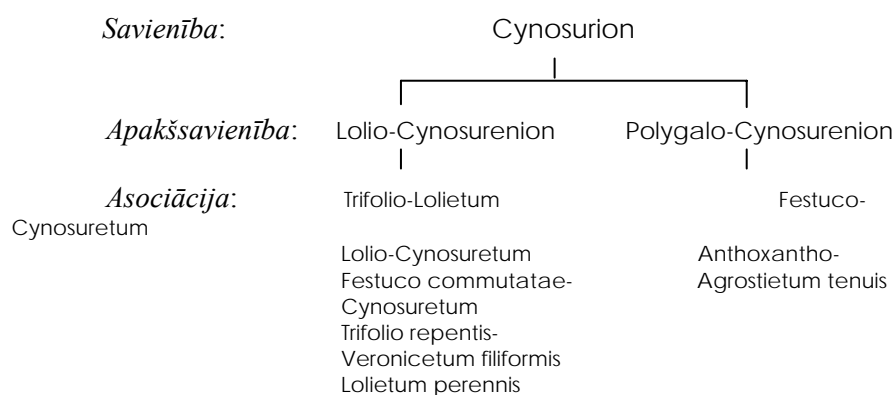 Savienība: Cynosurion
Apakšsavienība: Lolio-Cynosurenion Polygalo-Cynosurenion
Asociācija: Trifolio-Lolietum Festuco-
Cynosuretum
Lolio-Cynosuretum Anthoxantho-
Festuco commutatae- Agrostietum tenuis
Cynosuretum
Trifolio repentis-
Veronicetum filiformis
Lolietum perennis